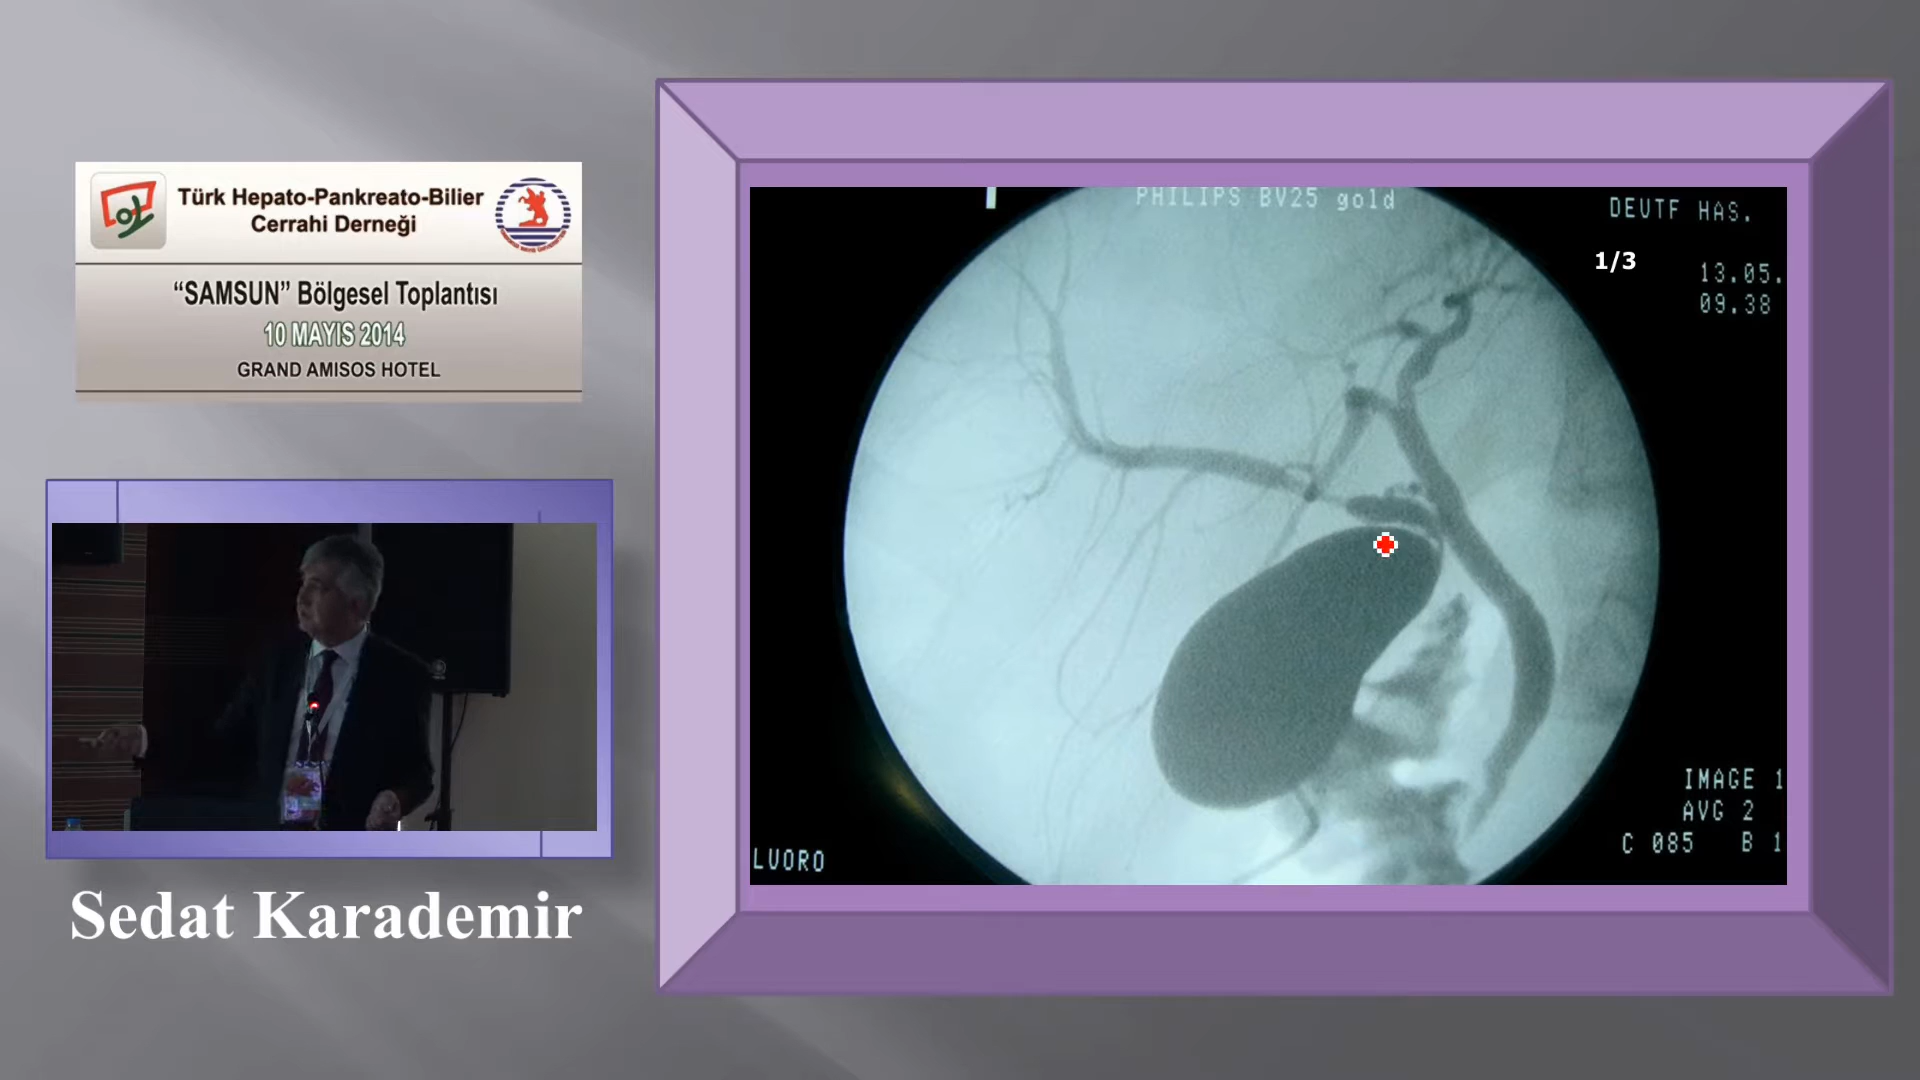 Türk Hepato-Pankreato-Bilier
Cerrahi Derneği
“SAMSUN” Bölgesel Toplantısı
10 MAYIS 2014
GRAND AMISOS HOTEL
Sedat Karademir
PHILIPS BV25 gold
DEUTF HAS.
1/3
13.05.
09.38
IMAGE 1
AVG 2
C 085 B 1
LUORO